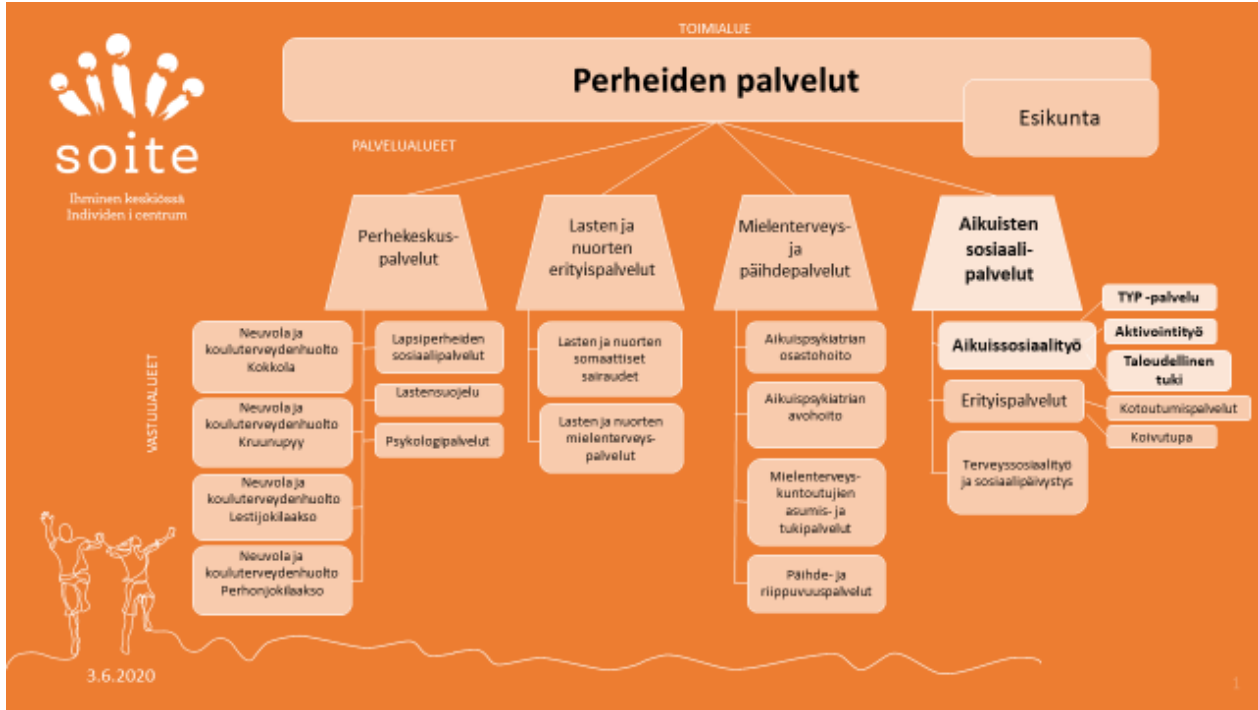 TOIMIALUE
Perheiden palvelut
Esikunta
soite
Ihminen keskiössä
Individen i centrum
PALVELUALUEET
Perhekeskus-
palvelut
Lasten ja
nuorten
erityispalvelut
Mielenterveys-
ja
päihdepalvelut
Aikuisten
sosiaali-
palvelut
VASTUUALUEET
Neuvola ja
kouluterveydenhuolto
Kokkola
Neuvola ja
kouluterveydenhuolto
Kruunupyy
Neuvola ja
kouluterveydenhuolto
Lestijokilaakso
Neuvola ja
kouluterveydenhuolto
Perhonjokilaakso
Lapsiperheiden
sosiaalipalvelut
Lastensuojelu
Psykologipalvelut
Lasten ja nuorten
somaattiset
sairaudet
Lasten ja nuorten
mielenterveys-
palvelut
Aikuispsykiatrian
osastohoito
Aikuispsykiatrian
avohoito
Mielenterveys-
kuntoutujien
asumis- ja
tukipalvelut
Päihde- ja
riippuvuuspalvelut
Aikuissosiaalityö
TYP -palvelu
Aktivointityö
Taloudellinen
tuki
Erityispalvelut
Kotoutumispalvelut
Koivutupa
Terveyssosiaalityö
ja sosiaalipäivystys
3.6.2020
1